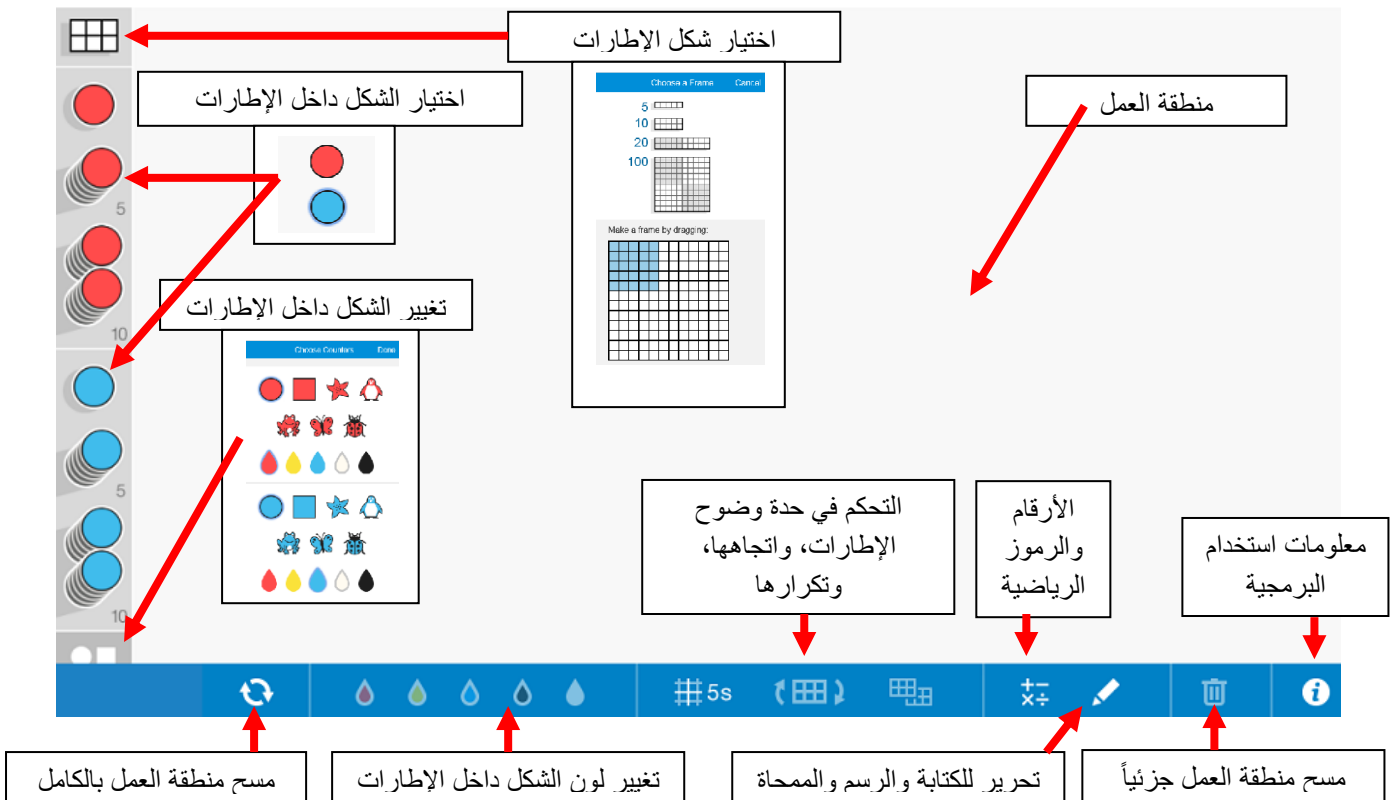 اختيار شكل الإطارات
Choose a Frame Cancel
5
10
20
100
Make a frame by dragging:
اختيار الشكل داخل الإطارات
منطقة العمل
5
10
تغيير الشكل داخل الإطارات
Choose Counters Done
5
10
التحكم في حدة وضوح
الإطارات، واتجاهها،
وتكرارها
الأرقام
والرموز
الرياضية
معلومات استخدام
البرمجية
5s
+−
×÷
i
مسح منطقة العمل بالكامل
تغيير لون الشكل داخل الإطارات
تحرير للكتابة والرسم والممحاة
مسح منطقة العمل جزئياً